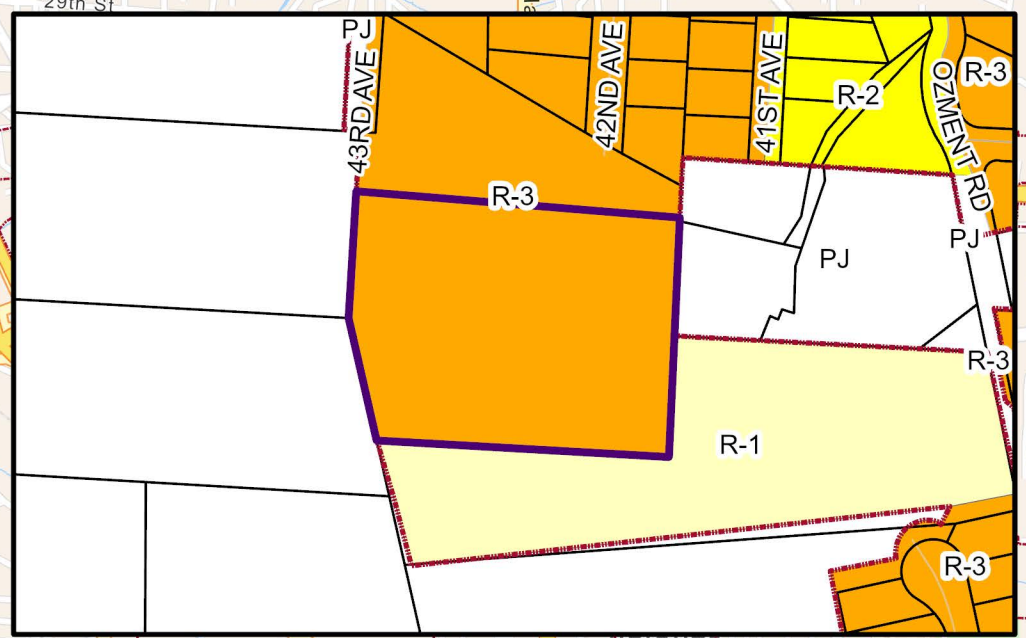 29th St
PJ
43RD AVE
42ND AVE
41ST AVE
R-2
OZMENT RD
R-3
R-3
PJ
PJ
R-3
R-1
R-3